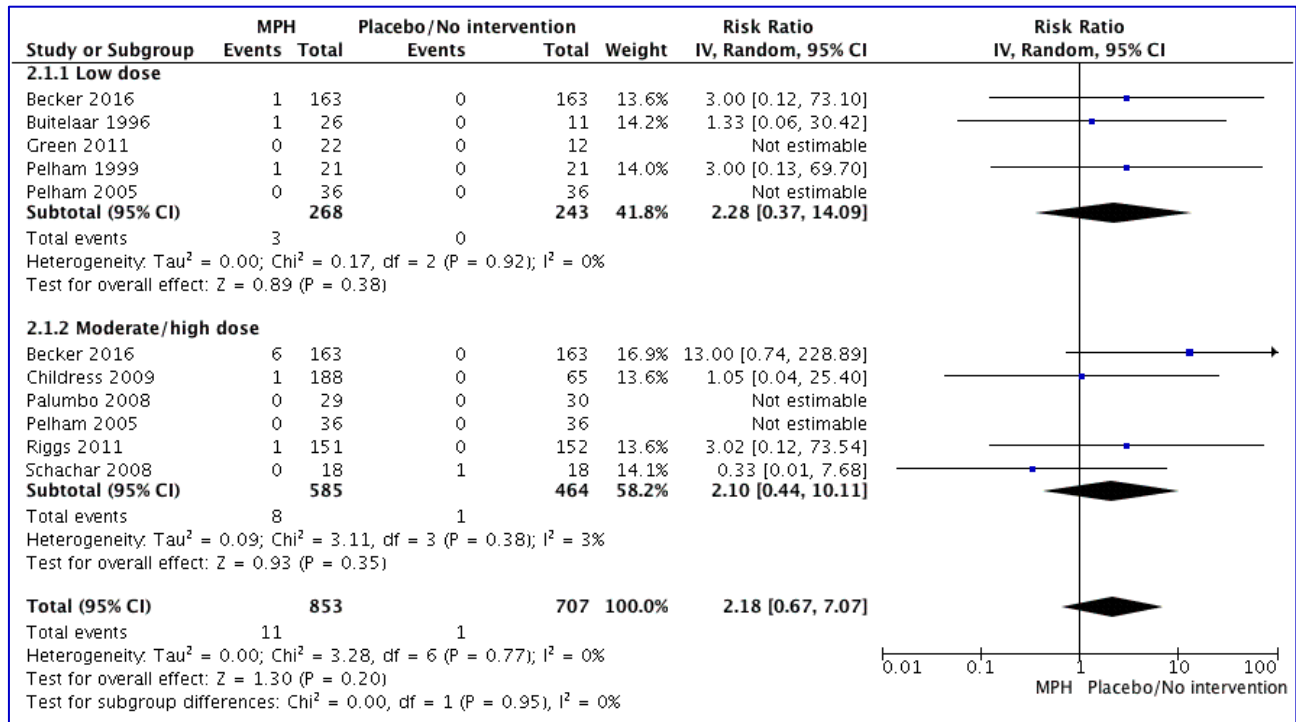 MPH Placebo/No intervention Risk Ratio Risk Ratio
Study or Subgroup Events Total Events Total Weight IV, Random, 95% CI IV, Random, 95% CI
2.1.1 Low dose
Becker 2016 1 163 0 163 13.6% 3.00 [0.12, 73.10]
Buitelaar 1996 1 26 0 11 14.2% 1.33 [0.06, 30.42]
Green 2011 0 22 0 12 Not estimable
Pelham 1999 1 21 0 21 14.0% 3.00 [0.13, 69.70]
Pelham 2005 0 36 0 36 Not estimable
Subtotal (95% CI) 268 243 41.8% 2.28 [0.37, 14.09]
Total events 3 0
Heterogeneity: Tau² = 0.00; Chi² = 0.17, df = 2 (P = 0.92); I² = 0%
Test for overall effect: Z = 0.89 (P = 0.38)
2.1.2 Moderate/high dose
Becker 2016 6 163 0 163 16.9% 13.00 [0.74, 228.89]
Childress 2009 1 188 0 65 13.6% 1.05 [0.04, 25.40]
Palumbo 2008 0 29 0 30 Not estimable
Pelham 2005 0 36 0 36 Not estimable
Riggs 2011 1 151 0 152 13.6% 3.02 [0.12, 73.54]
Schachar 2008 0 18 1 18 14.1% 0.33 [0.01, 7.68]
Subtotal (95% CI) 585 464 58.2% 2.10 [0.44, 10.11]
Total events 8 1
Heterogeneity: Tau² = 0.09; Chi² = 3.11, df = 3 (P = 0.38); I² = 3%
Test for overall effect: Z = 0.93 (P = 0.35)
Total (95% CI) 853 707 100.0% 2.18 [0.67, 7.07]
Total events 11 1
Heterogeneity: Tau² = 0.00; Chi² = 3.28, df = 6 (P = 0.77); I² = 0%
Test for overall effect: Z = 1.30 (P = 0.20)
Test for subgroup differences: Chi² = 0.00, df = 1 (P = 0.95), I² = 0%
0.01 0.1 1 10 100
MPH Placebo/No intervention